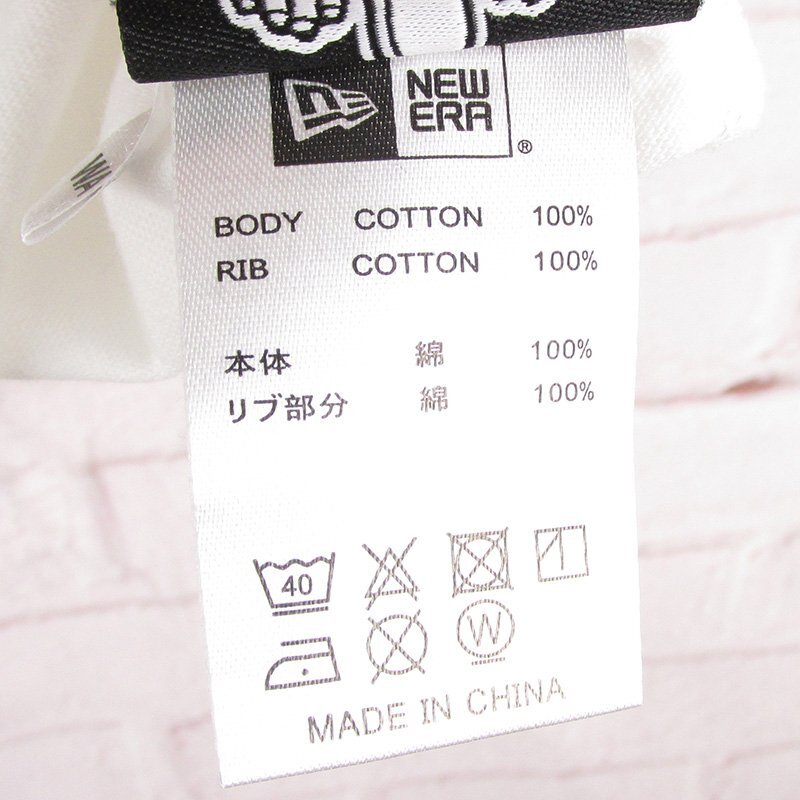 NEW
ERA
®
WA
BODY COTTON 100%
RIB COTTON 100%
本体 綿 100%
リブ部分 綿 100%
40
W
MADE IN CHINA